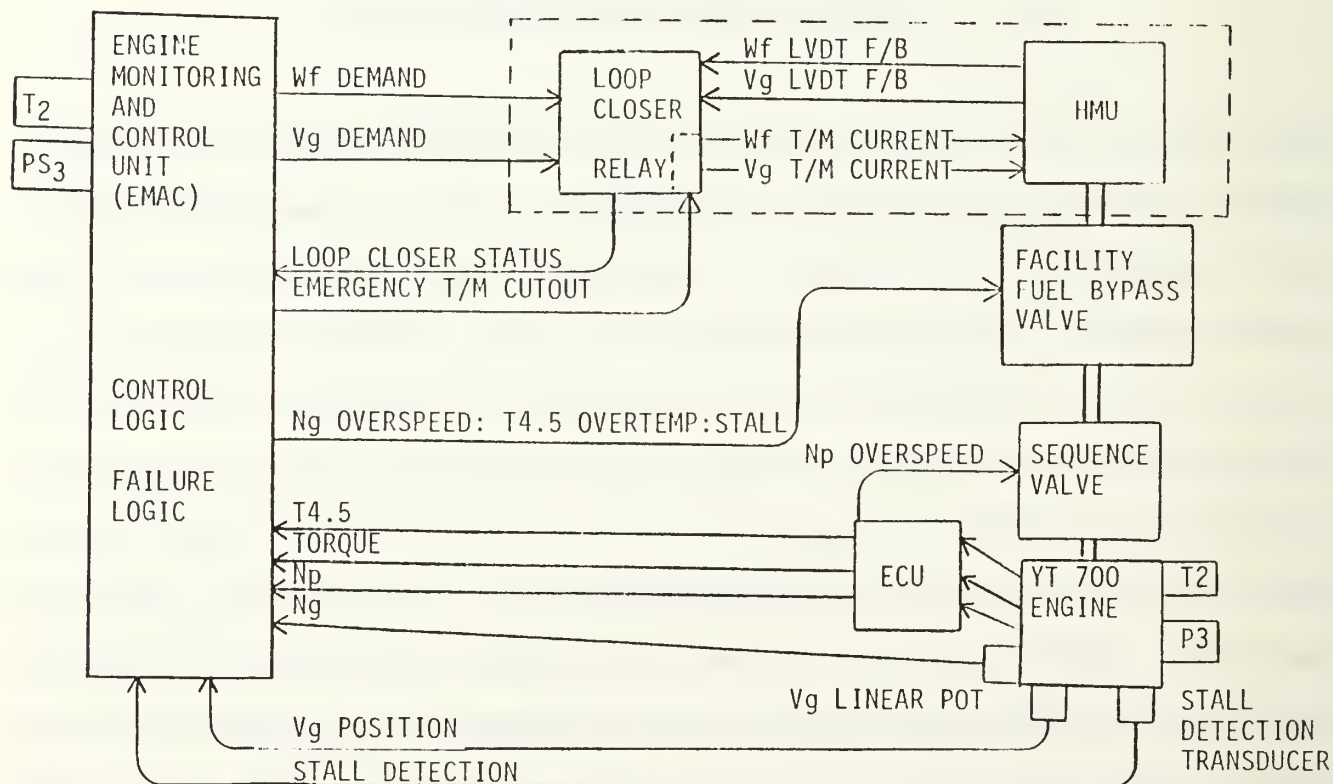 ENGINE
MONITORING
AND
CONTROL
UNIT
(EMAC)
T2
PS3
Wf DEMAND
Vg DEMAND
LOOP
CLOSER
RELAY
Wf LVDT F/B
Vg LVDT F/B
Wf T/M CURRENT
Vg T/M CURRENT
HMU
LOOP CLOSER STATUS
EMERGENCY T/M CUTOUT
FACILITY
FUEL BYPASS
VALVE
CONTROL
LOGIC
Ng OVERSPEED: T4.5 OVERTEMP:STALL
Np OVERSPEED
SEQUENCE
VALVE
FAILURE
LOGIC
T4.5
TORQUE
Np
Ng
ECU
YT 700
ENGINE
T2
P3
Vg LINEAR POT
STALL
DETECTION
TRANSDUCER
Vg POSITION
STALL DETECTION